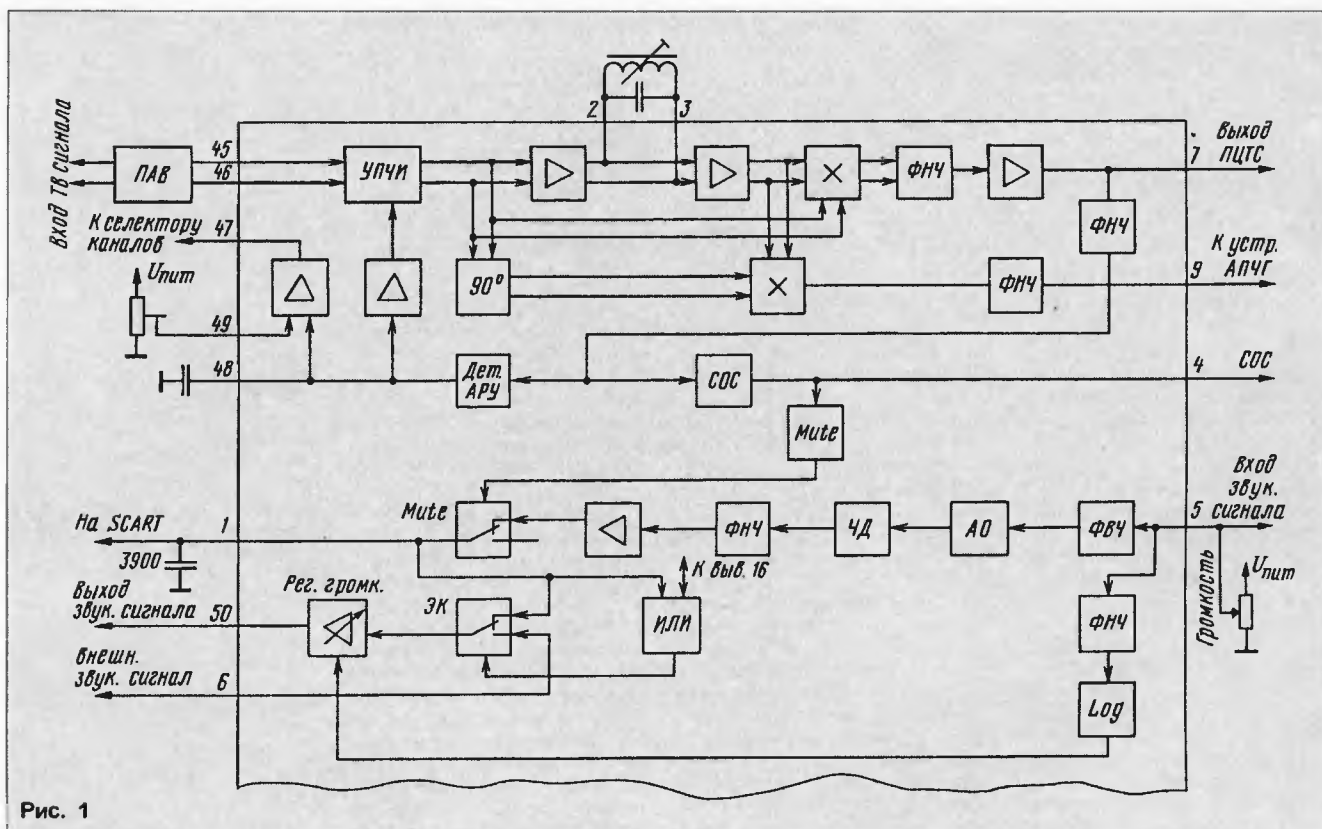 2
3
Вход ТВ сигнала
ПАВ
45
46
УПЧИ
ФНЧ
7
Выход
ПЦТС
К селектору
каналов
47
Uпит
49
48
90°
ФНЧ
ФНЧ
9
К устр.
АПЧГ
Дет.
АРУ
СОС
4
СОС
Mute
На SCART
1
3900
Mute
ФНЧ
ЧД
АО
ФВЧ
5
Вход
звук.
сигнала
К выв. 16
Рег. громк.
ЭК
ИЛИ
ФНЧ
Громкость
Uпит
Выход
звук. сигнала
50
Внешн.
звук. сигнал
6
Log
Рис. 1